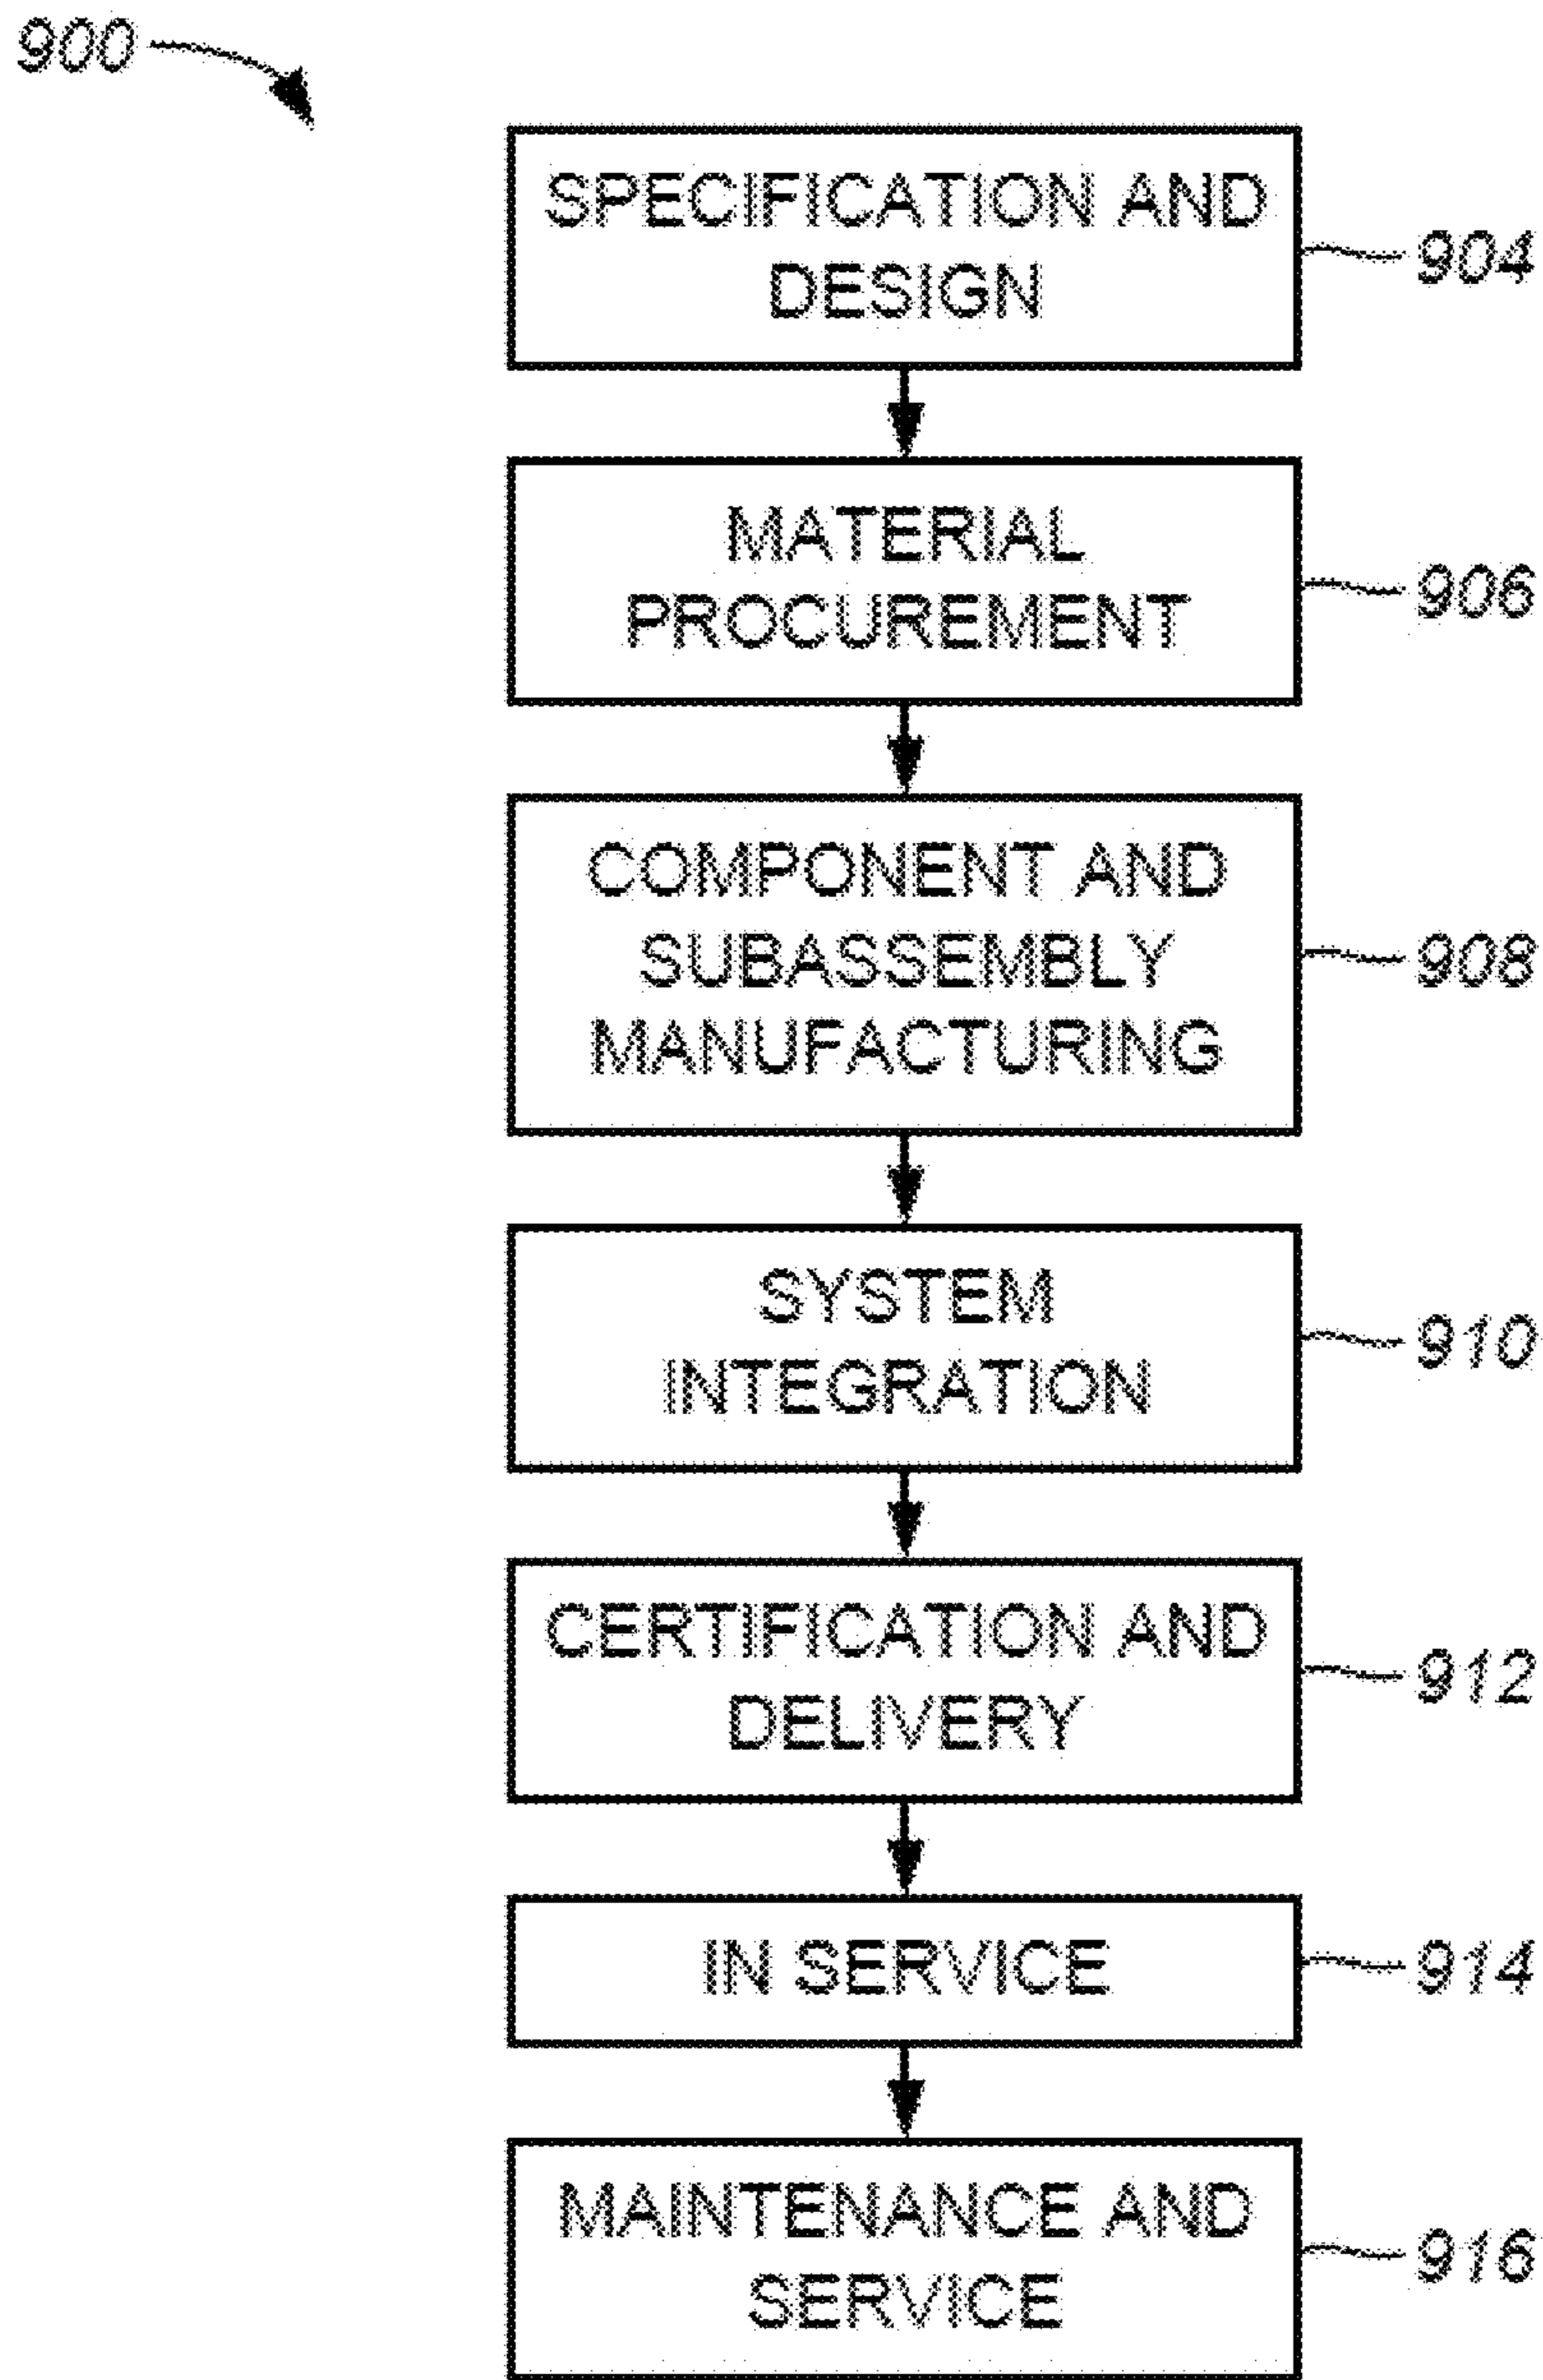 900
SPECIFICATION AND
DESIGN
904
MATERIAL
PROCUREMENT
906
COMPONENT AND
SUBASSEMBLY
MANUFACTURING
908
SYSTEM
INTEGRATION
910
CERTIFICATION AND
DELIVERY
912
IN SERVICE
914
MAINTENANCE AND
SERVICE
916